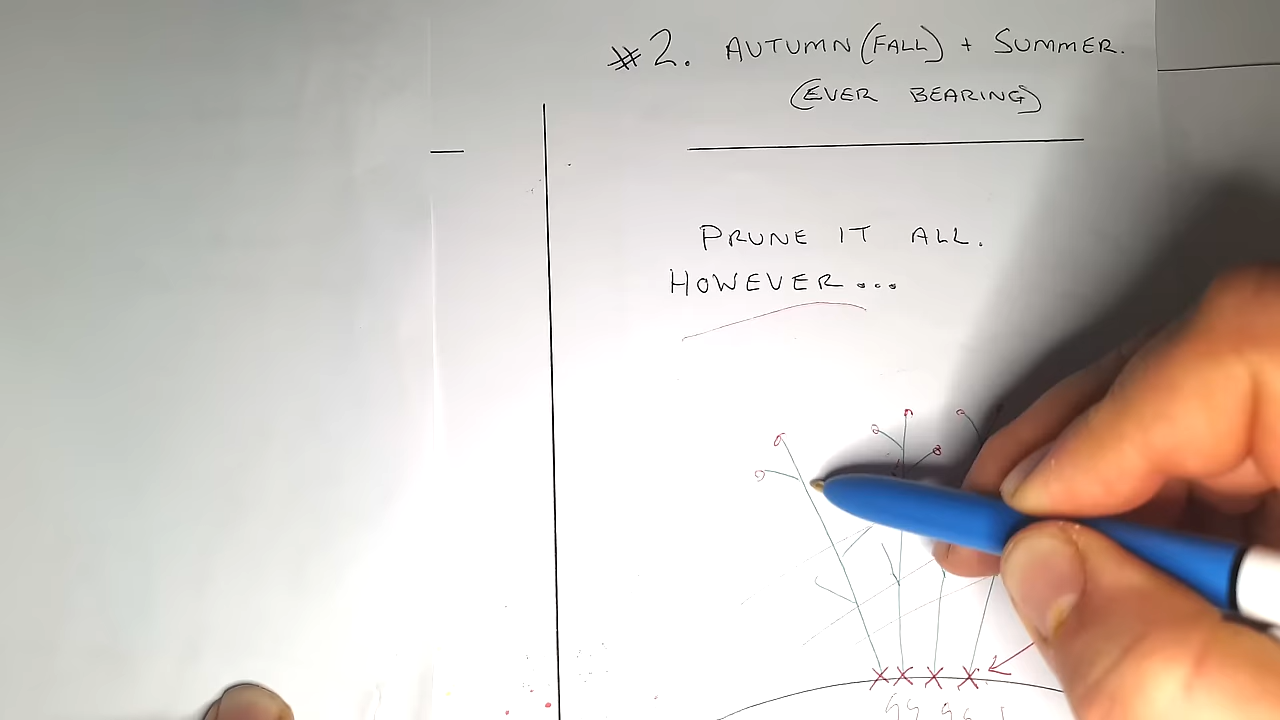 #2. AUTUMN (FALL) + SUMMER.
(EVER BEARING)
PRUNE IT ALL.
HOWEVER...